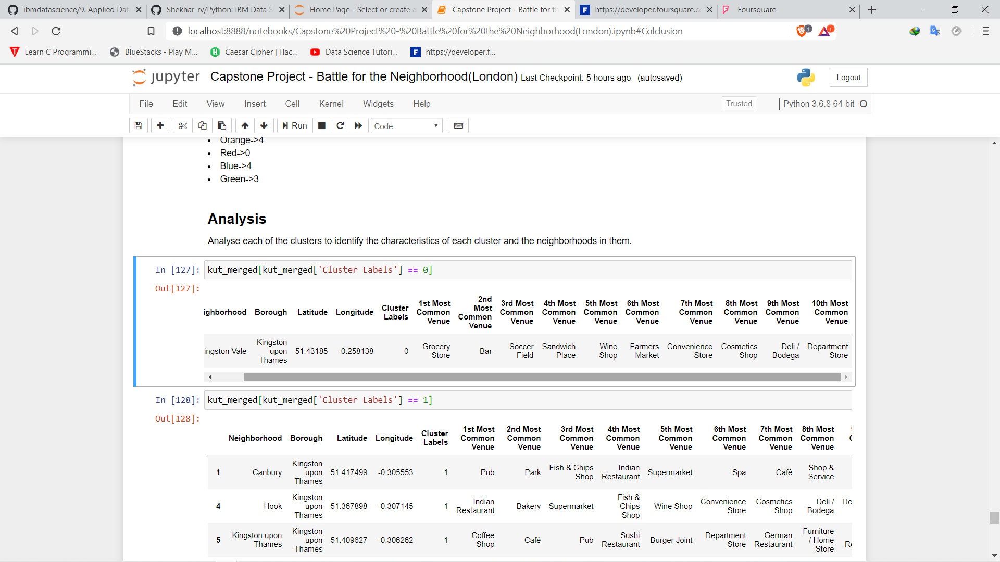 ibmdatascience/9. Applied Dat
Shekhar-rv/Python: IBM Data S
Home Page - Select or create a
Capstone Project - Battle for th
https://developer.foursquare.co
Foursquare
localhost:8888/notebooks/Capstone%20Project%20-%20Battle%20for%20the%20Neighborhood(London).ipynb#Colclusion
1
1
Learn C Programmi...
BlueStacks - Play M...
Caesar Cipher | Hac...
Data Science Tutori...
https://developer.f...
jupyter Capstone Project - Battle for the Neighborhood(London) Last Checkpoint: 5 hours ago (autosaved)
Logout
File Edit View Insert Cell Kernel Widgets Help
Trusted
Python 3.6.8 64-bit
Run
Code
Orange->4
Red->0
Blue->4
Green->3
Analysis
Analyse each of the clusters to identify the characteristics of each cluster and the neighborhoods in them.
In [127]: kut_merged[kut_merged['Cluster Labels'] == 0]
Out[127]:
ighborhood Borough Latitude Longitude Cluster Labels 1st Most Common Venue 2nd Most Common Venue 3rd Most Common Venue 4th Most Common Venue 5th Most Common Venue 6th Most Common Venue 7th Most Common Venue 8th Most Common Venue 9th Most Common Venue 10th Most Common Venue
ingston Vale Kingston upon Thames 51.43185 -0.258138 0 Grocery Store Bar Soccer Field Sandwich Place Wine Shop Farmers Market Convenience Store Cosmetics Shop Deli / Bodega Department Store
In [128]: kut_merged[kut_merged['Cluster Labels'] == 1]
Out[128]:
Neighborhood Borough Latitude Longitude Cluster Labels 1st Most Common Venue 2nd Most Common Venue 3rd Most Common Venue 4th Most Common Venue 5th Most Common Venue 6th Most Common Venue 7th Most Common Venue 8th Most Common Venue
1 Canbury Kingston upon Thames 51.417499 -0.305553 1 Pub Park Fish & Chips Shop Indian Restaurant Supermarket Spa Café Shop & Service
4 Hook Kingston upon Thames 51.367898 -0.307145 1 Indian Restaurant Bakery Supermarket Fish & Chips Shop Wine Shop Convenience Store Cosmetics Shop Deli / Bodega De
5 Kingston upon Thames Kingston upon Thames 51.409627 -0.306262 1 Coffee Shop Café Pub Sushi Restaurant Burger Joint Department Store German Restaurant Furniture / Home Store Re